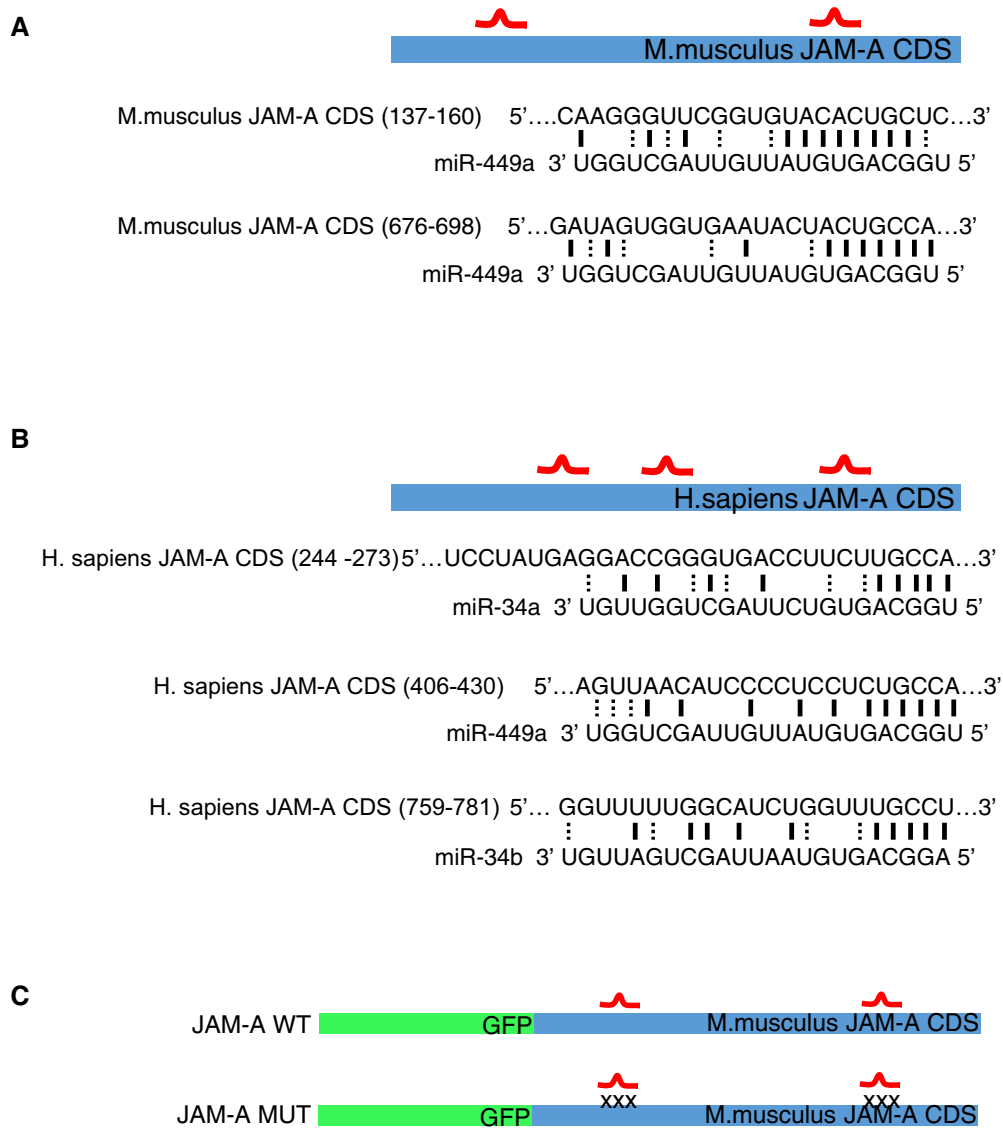 A
M.musculus JAM-A CDS
M.musculus JAM-A CDS (137-160) 5’….CAAGGGUUCGGUGUACACUGCUC…3’
miR-449a 3’ UGGUCGAUUGUUAUGUGACGGU 5’
M.musculus JAM-A CDS (676-698) 5’…GAUAGUGGUGAAUACUACUGCCA…3’
miR-449a 3’ UGGUCGAUUGUUAUGUGACGGU 5’
B
H.sapiens JAM-A CDS
H. sapiens JAM-A CDS (244 -273)5’…UCCUAUGAGGACCGGGUGACCUUCUUGCCA…3’
miR-34a 3’ UGUUGGUCGAUUCUGUGACGGU 5’
H. sapiens JAM-A CDS (406-430) 5’…AGUUAACAUCCCCUCCUCUGCCA…3’
miR-449a 3’ UGGUCGAUUGUUAUGUGACGGU 5’
H. sapiens JAM-A CDS (759-781) 5’… GGUUUUUGGCAUCUGGUUUGCCU…3’
miR-34b 3’ UGUUAGUCGAUUAAUGUGACGGA 5’
C
JAM-A WT GFP M.musculus JAM-A CDS
xxx xxx
JAM-A MUT GFP M.musculus JAM-A CDS